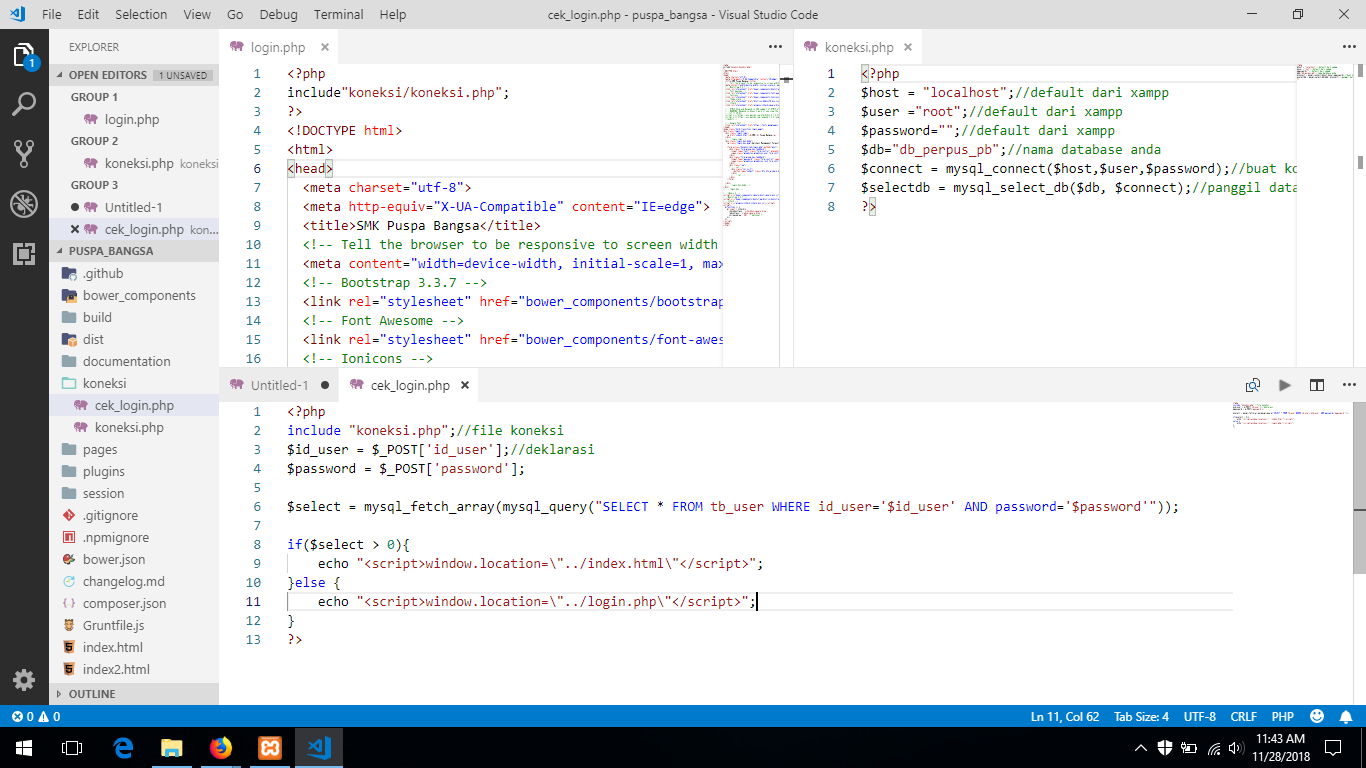 File Edit Selection View Go Debug Terminal Help
cek_login.php - puspa_bangsa - Visual Studio Code
1
EXPLORER
OPEN EDITORS 1 UNSAVED
GROUP 1
login.php
GROUP 2
koneksi.php koneksi
GROUP 3
Untitled-1
cek_login.php kon...
PUSPA_BANGSA
.github
bower_components
build
dist
documentation
koneksi
cek_login.php
koneksi.php
pages
plugins
session
.gitignore
.npmignore
bower.json
changelog.md
composer.json
Gruntfile.js
index.html
index2.html
OUTLINE
login.php
1 <?php
2 include"koneksi/koneksi.php";
3 ?>
4 <!DOCTYPE html>
5 <html>
6 <head>
7 <meta charset="utf-8">
8 <meta http-equiv="X-UA-Compatible" content="IE=edge">
9 <title>SMK Puspa Bangsa</title>
10 <!-- Tell the browser to be responsive to screen width
11 <meta content="width=device-width, initial-scale=1, max
12 <!-- Bootstrap 3.3.7 -->
13 <link rel="stylesheet" href="bower_components/bootstrap
14 <!-- Font Awesome -->
15 <link rel="stylesheet" href="bower_components/font-awes
16 <!-- Ionicons -->
koneksi.php
1 <?php
2 $host = "localhost";//default dari xampp
3 $user ="root";//default dari xampp
4 $password="";//default dari xampp
5 $db="db_perpus_pb";//nama database anda
6 $connect = mysql_connect($host,$user,$password);//buat ko
7 $selectdb = mysql_select_db($db, $connect);//panggil data
8 ?>
Untitled-1 cek_login.php
1 <?php
2 include "koneksi.php";//file koneksi
3 $id_user = $_POST['id_user'];//deklarasi
4 $password = $_POST['password'];
5
6 $select = mysql_fetch_array(mysql_query("SELECT * FROM tb_user WHERE id_user='$id_user' AND password='$password'"));
7
8 if($select > 0){
9 echo "<script>window.location=\"../index.html\"</script>";
10 }else {
11 echo "<script>window.location=\"../login.php\"</script>";
12 }
13 ?>
0 0
Ln 11, Col 62 Tab Size: 4 UTF-8 CRLF PHP
11:43 AM
11/28/2018